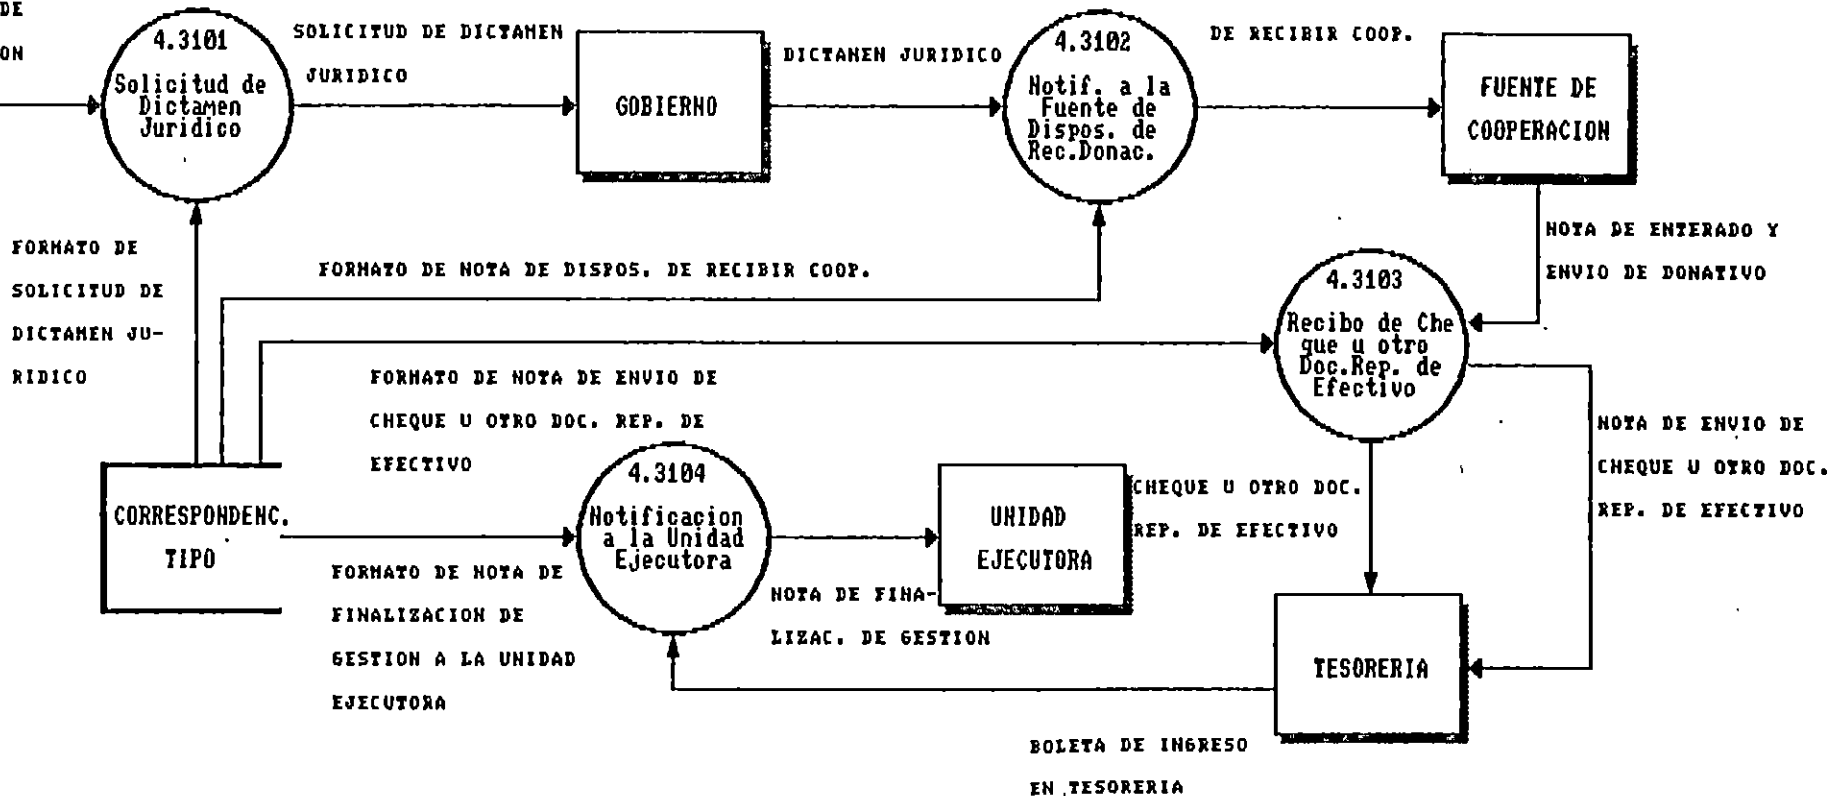 DE
ON
4.3101
Solicitud de
Dictamen
Juridico
SOLICITUD DE DICTAMEN
JURIDICO
GOBIERNO
DICTAMEN JURIDICO
4.3102
Notif. a la
Fuente de
Dispos. de
Rec.Donac.
DE RECIBIR COOP.
FUENTE DE
COOPERACION
FORMATO DE
SOLICITUD DE
DICTAMEN JU-
RIDICO
FORMATO DE NOTA DE DISPOS. DE RECIBIR COOP.
NOTA DE ENTERADO Y
ENVIO DE DONATIVO
4.3103
Recibo de Che
que u otro
Doc.Rep. de
Efectivo
FORMATO DE NOTA DE ENVIO DE
CHEQUE U OTRO DOC. REP. DE
EFECTIVO
NOTA DE ENVIO DE
CHEQUE U OTRO DOC.
REP. DE EFECTIVO
CORRESPONDENC.
TIPO
4.3104
Notificacion
a la Unidad
Ejecutora
UNIDAD
EJECUTORA
CHEQUE U OTRO DOC.
REP. DE EFECTIVO
FORMATO DE NOTA DE
FINALIZACION DE
GESTION A LA UNIDAD
EJECUTORA
NOTA DE FINA-
LIZAC. DE GESTION
TESORERIA
BOLETA DE INGRESO
EN TESORERIA